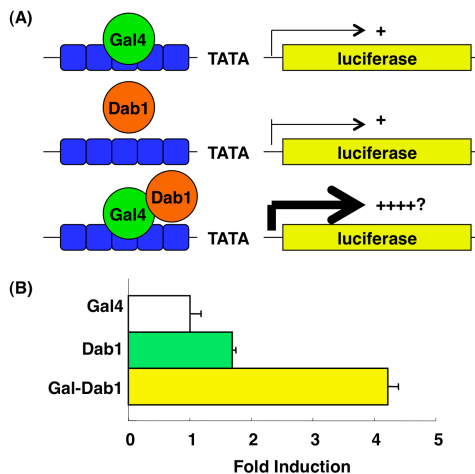 (A)
Gal4
+
TATA
luciferase
Dab1
+
TATA
luciferase
Dab1
Gal4
++++?
TATA
luciferase
(B)
Gal4
Dab1
Gal-Dab1
0 1 2 3 4 5
Fold Induction